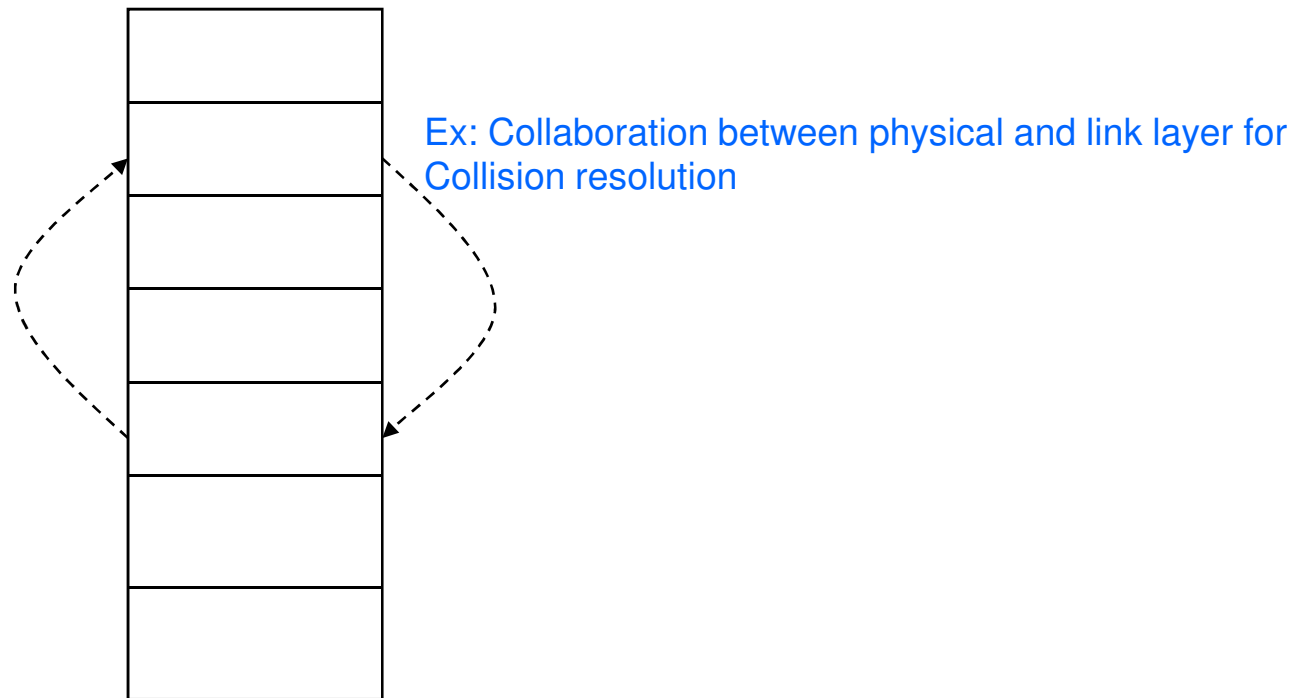 Ex: Collaboration between physical and link layer for
Collision resolution